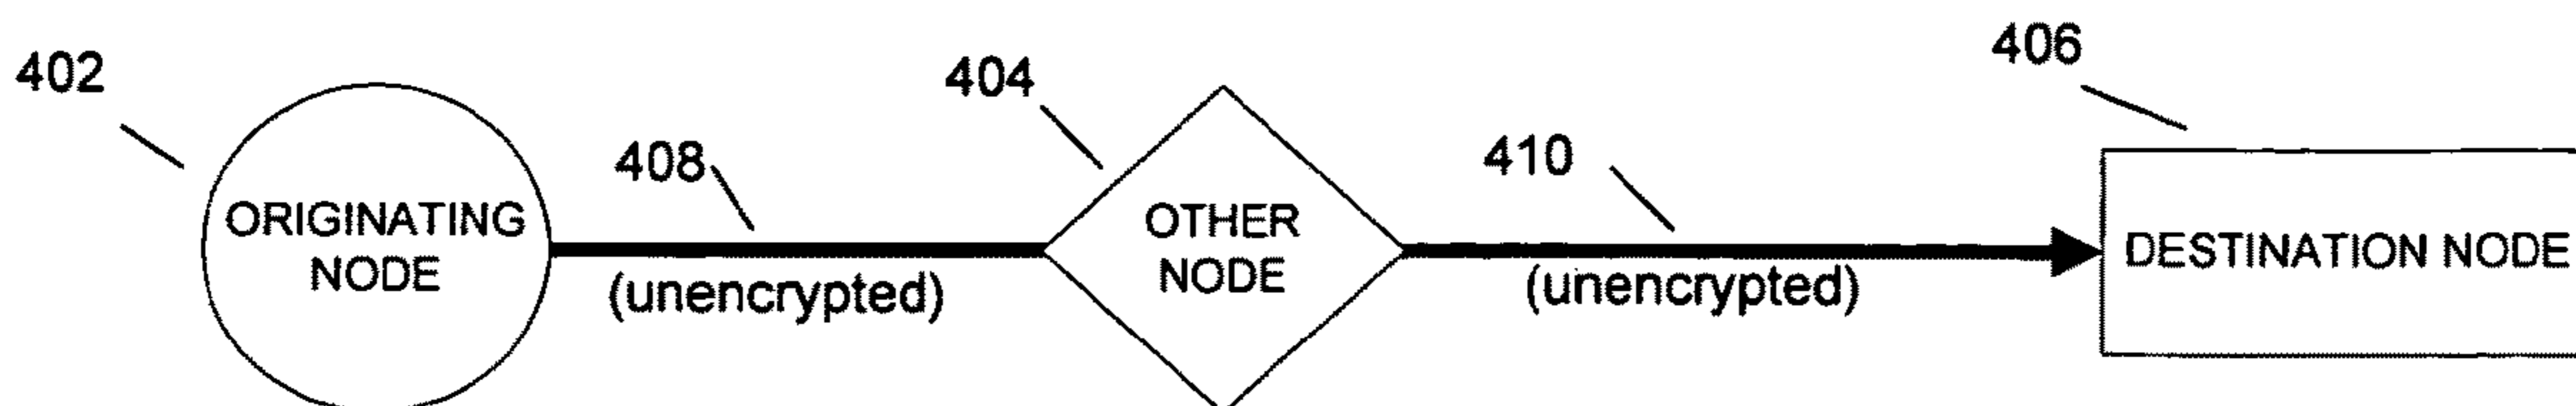 402
404
406
408
410
ORIGINATING
NODE
(unencrypted)
OTHER
NODE
(unencrypted)
DESTINATION NODE